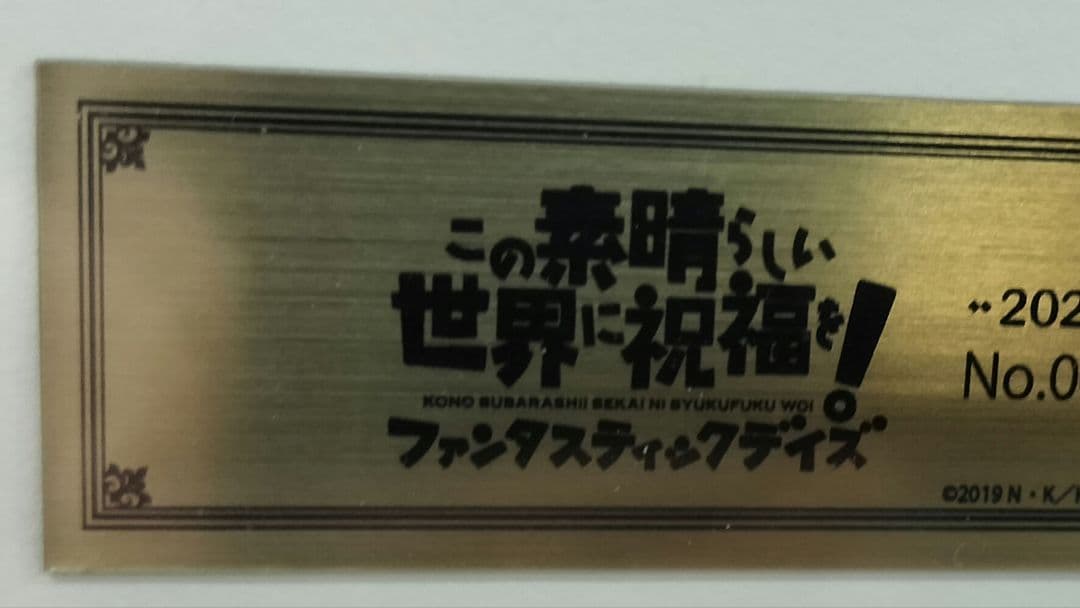 この素晴らしい
世界に祝福を!
KONO SUBARASHII SEKAI NI SYUKUFUKU WO!
ファンタスティックデイズ
202
No.0
©2019 N・K/